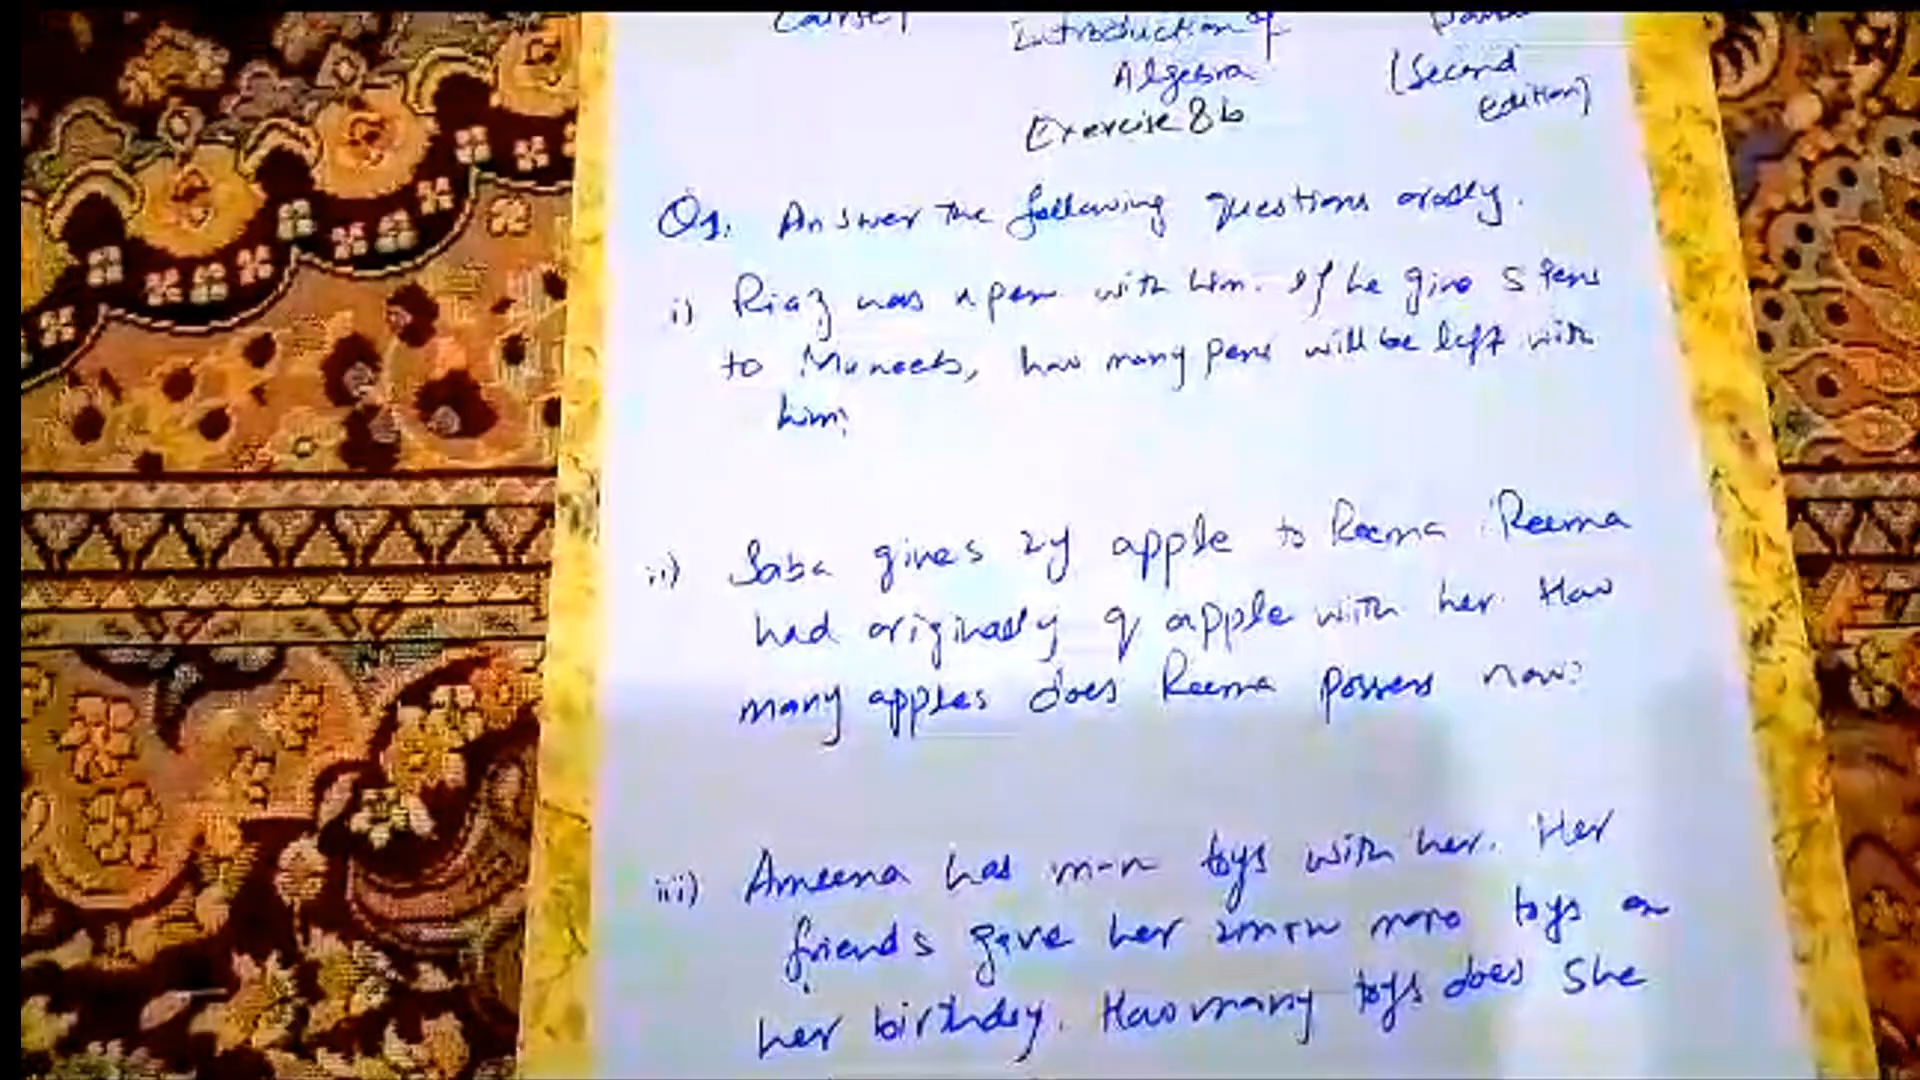 Introduction of
Algebra
(Second
edition)
Exercise 8b
Q1. Answer the following questions orally.
i) Riaz has x pen with him. If he give 5 pens
to Muneeb, how many pens will be left with
him?
ii) Saba gives 2y apple to Reema. Reema
had originally 9 apple with her. How
many apples does Reema possess now?
iii) Ameena has m-n toys with her. Her
friends gave her 2m+n more toys on
her birthday. How many toys does she